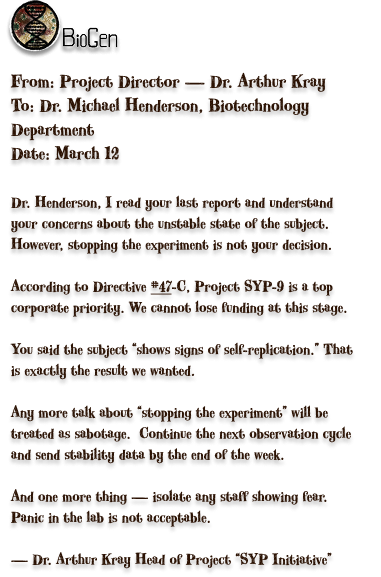 BioGen
From: Project Director — Dr. Arthur Kray
To: Dr. Michael Henderson, Biotechnology
Department
Date: March 12
Dr. Henderson, I read your last report and understand
your concerns about the unstable state of the subject.
However, stopping the experiment is not your decision.
According to Directive #47-C, Project SYP-9 is a top
corporate priority. We cannot lose funding at this stage.
You said the subject “shows signs of self-replication.” That
is exactly the result we wanted.
Any more talk about “stopping the experiment” will be
treated as sabotage. Continue the next observation cycle
and send stability data by the end of the week.
And one more thing — isolate any staff showing fear.
Panic in the lab is not acceptable.
— Dr. Arthur Kray Head of Project “SYP Initiative”